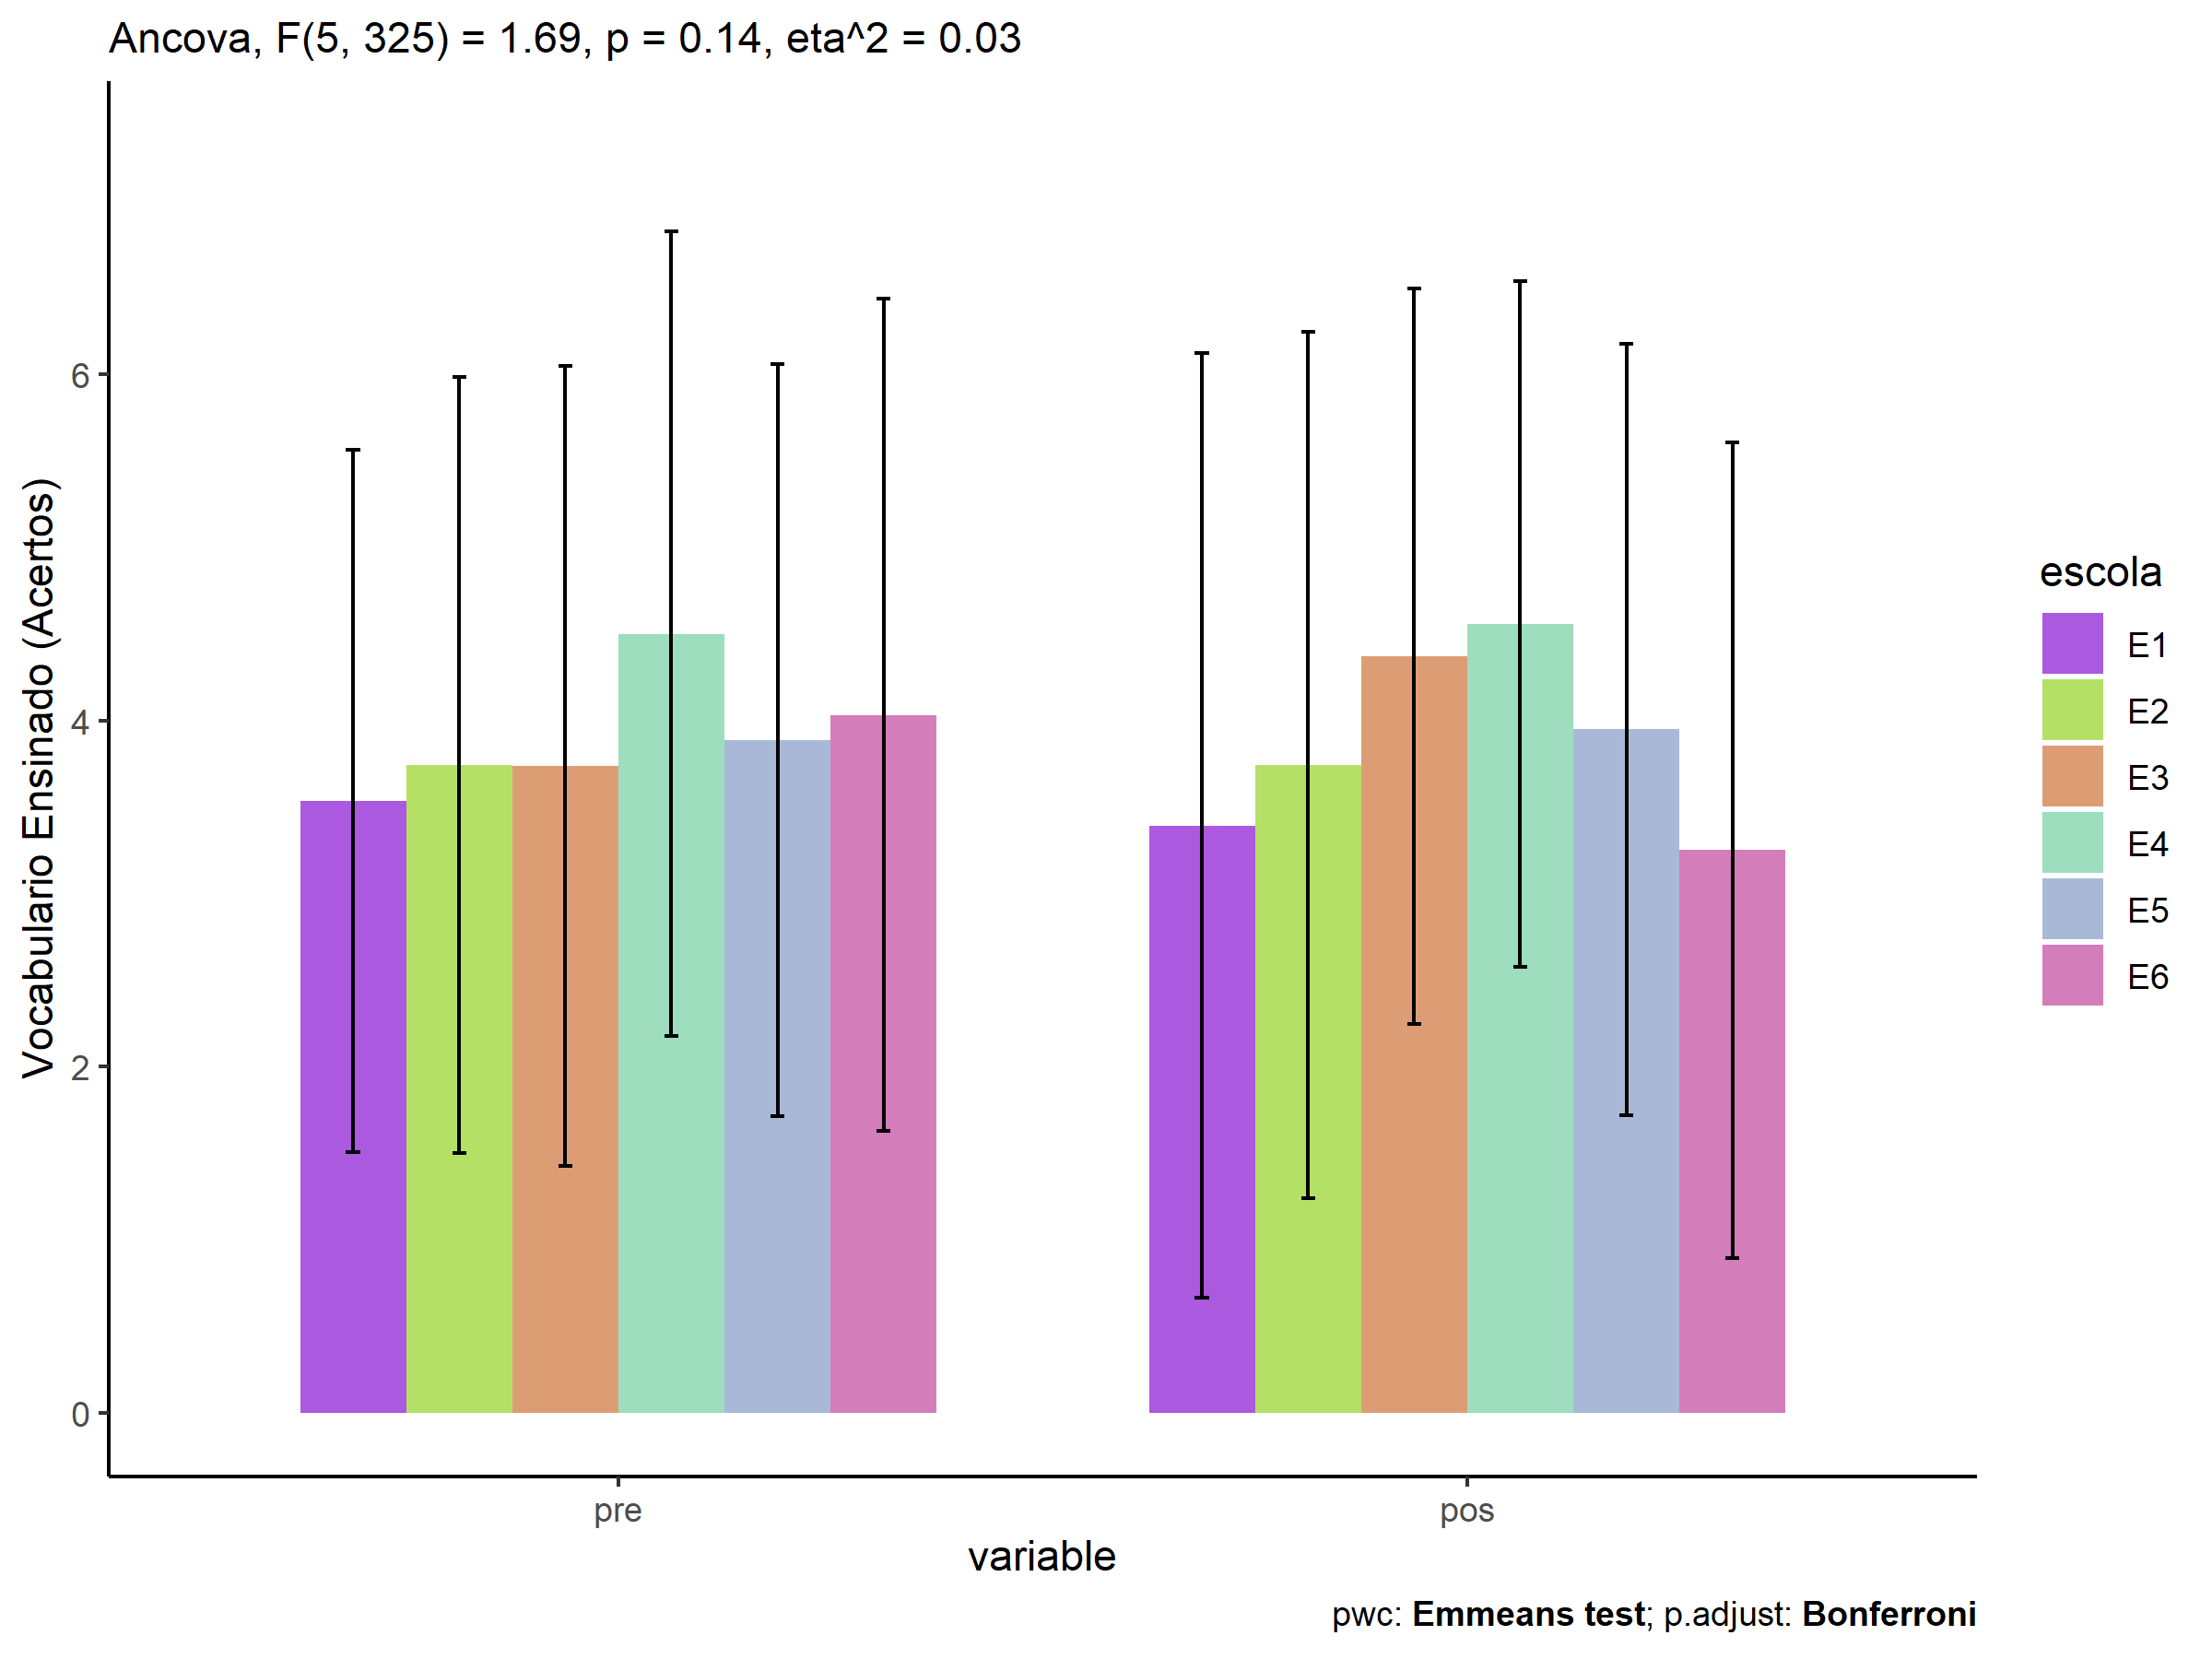 Ancova, F(5, 325) = 1.69, p = 0.14, eta^2 = 0.03
Vocabulario Ensinado (Acertos)
6
4
2
0
pre
pos
variable
escola
E1
E2
E3
E4
E5
E6
pwc: Emmeans test; p.adjust: Bonferroni